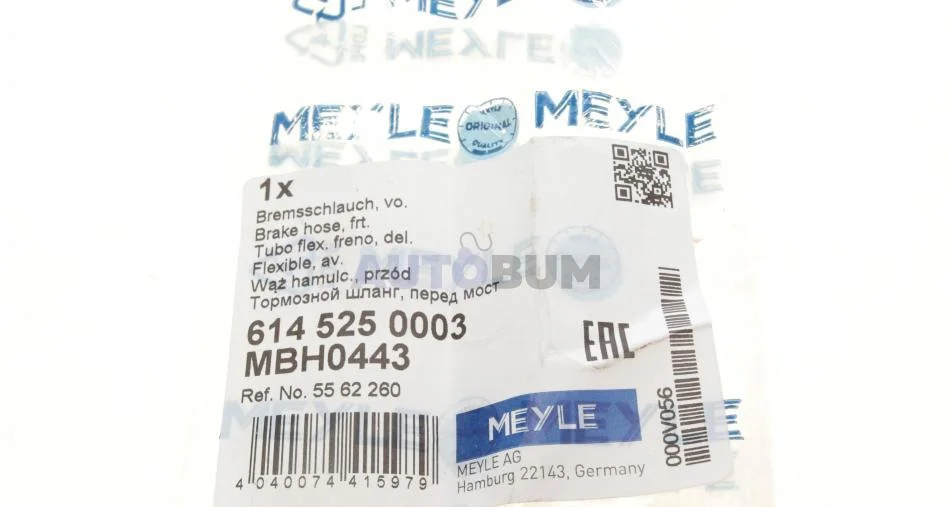 MEYLE
MEYLE
MEYLE ORIGINAL QUALITY MEYLE
1x
Bremsschlauch, vo.
Brake hose, frt.
Tubo flex. freno, del.
Flexible, av.
Wąż hamulc., przód
Тормозной шланг, перед мост
AUTOBUM
614 525 0003
MBH0443
EAC
Ref. No. 55 62 260
MEYLE
MEYLE AG
Hamburg 22143, Germany
4 040074 415979
000V056